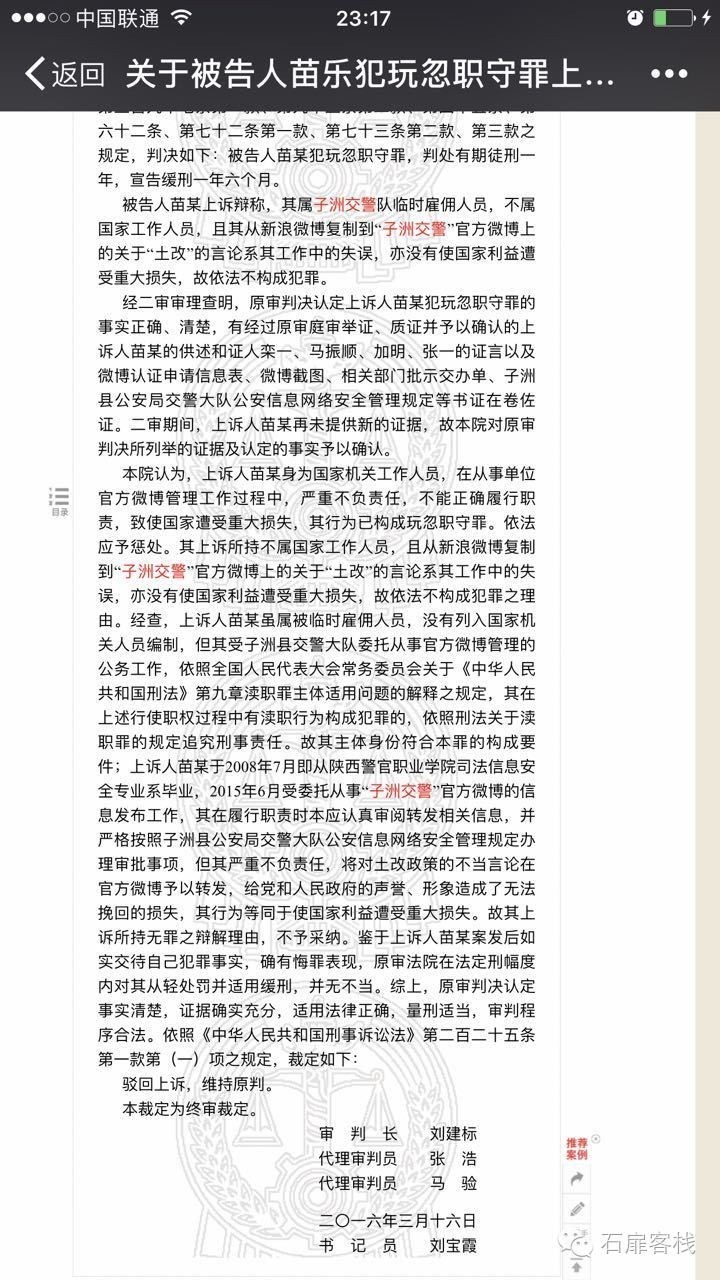 中国联通
23:17
返回
关于被告人苗乐犯玩忽职守罪上...
六十二条、第七十二条第一款、第七十三条第二款、第三款之
规定，判决如下：被告人苗某犯玩忽职守罪，判处有期徒刑一
年，宣告缓刑一年六个月。
被告人苗某上诉辩称，其属子洲交警队临时雇佣人员，不属
国家工作人员，且其从新浪微博复制到“子洲交警”官方微博上
的关于“土改”的言论系其工作中的失误，亦没有使国家利益遭
受重大损失，故依法不构成犯罪。
经二审审理查明，原审判决认定上诉人苗某犯玩忽职守罪的
事实正确、清楚，有经过原审庭审举证、质证并予以确认的上
诉人苗某的供述和证人栾一、马振顺、加明、张一的证言以及
微博认证申请信息表、微博截图、相关部门批示交办单、子洲
县公安局交警大队公安信息网络安全管理规定等书证在卷佐
证。二审期间，上诉人苗某再未提供新的证据，故本院对原审
判决所列举的证据及认定的事实予以确认。
本院认为，上诉人苗某身为国家机关工作人员，在从事单位
官方微博管理工作过程中，严重不负责任，不能正确履行职
责，致使国家遭受重大损失，其行为已构成玩忽职守罪。依法
应予惩处。其上诉所持不属国家工作人员，且从新浪微博复制
到“子洲交警”官方微博上的关于“土改”的言论系其工作中的失
误，亦没有使国家利益遭受重大损失，故依法不构成犯罪之理
由。经查，上诉人苗某虽属被临时雇佣人员，没有列入国家机
关人员编制，但其受子洲县交警大队委托从事官方微博管理的
公务工作，依照全国人民代表大会常务委员会关于《中华人民
共和国刑法》第九章渎职罪主体适用问题的解释之规定，其在
上述行使职权过程中有渎职行为构成犯罪的，依照刑法关于渎
职罪的规定追究刑事责任。故其主体身份符合本罪的构成要
件；上诉人苗某于2008年7月即从陕西警官职业学院司法信息安
全专业系毕业，2015年6月受委托从事“子洲交警”官方微博的信
息发布工作，其在履行职责时本应认真审阅转发相关信息，并
严格按照子洲县公安局交警大队公安信息网络安全管理规定办
理审批事项，但其严重不负责任，将对土改政策的不当言论在
官方微博予以转发，给党和人民政府的声誉、形象造成了无法
挽回的损失，其行为等同于使国家利益遭受重大损失。故其上
诉所持无罪之辩解理由，不予采纳。鉴于上诉人苗某案发后如
实交待自己犯罪事实，确有悔罪表现，原审法院在法定刑幅度
内对其从轻处罚并适用缓刑，并无不当。综上，原审判决认定
事实清楚，证据确实充分，适用法律正确，量刑适当，审判程
序合法。依照《中华人民共和国刑事诉讼法》第二百二十五条
第一款第（一）项之规定，裁定如下：
驳回上诉，维持原判。
本裁定为终审裁定。
审 判 长 刘建标
代理审判员 张 浩
代理审判员 马 验
二〇一六年三月十六日
书 记 员 刘宝霞
目录
推荐
案例
石扉客栈